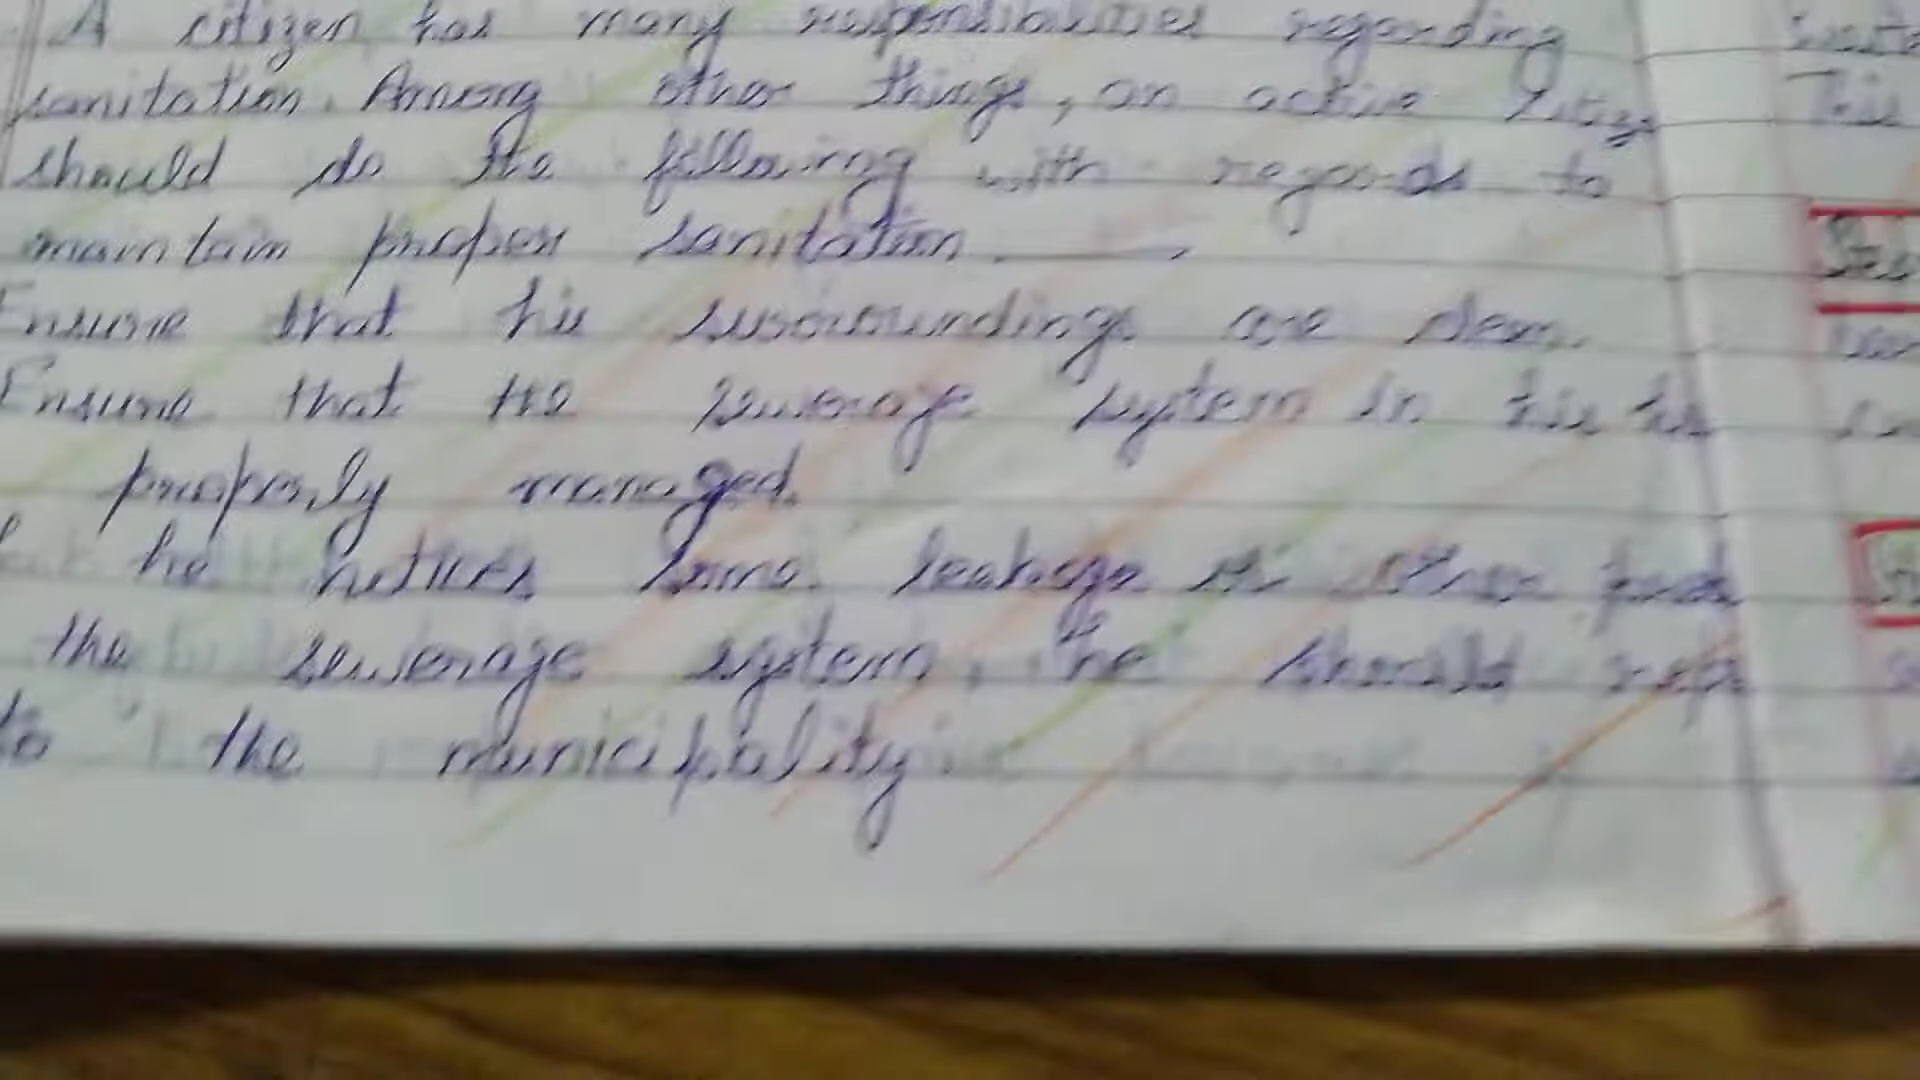 A citizen has many responsibilities regarding
sanitation. Among other things, an active
should do the following with regards to
maintain proper sanitation
Ensure that his surroundings are clean.
Ensure that the sewerage system in his
properly managed.
he notices some leakage in other
the sewerage system, he should
to the municipality
This